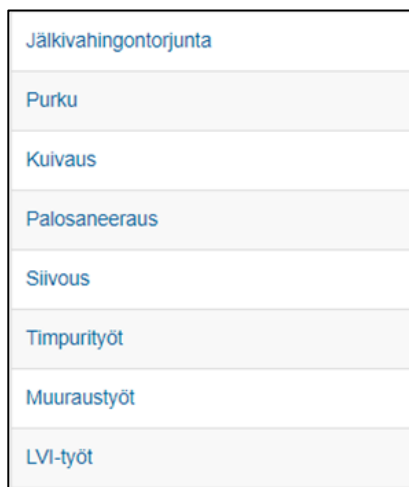 Jälkivahingontorjunta
Purku
Kuivaus
Palosaneeraus
Siivous
Timpurityöt
Muuraustyöt
LVI-työt